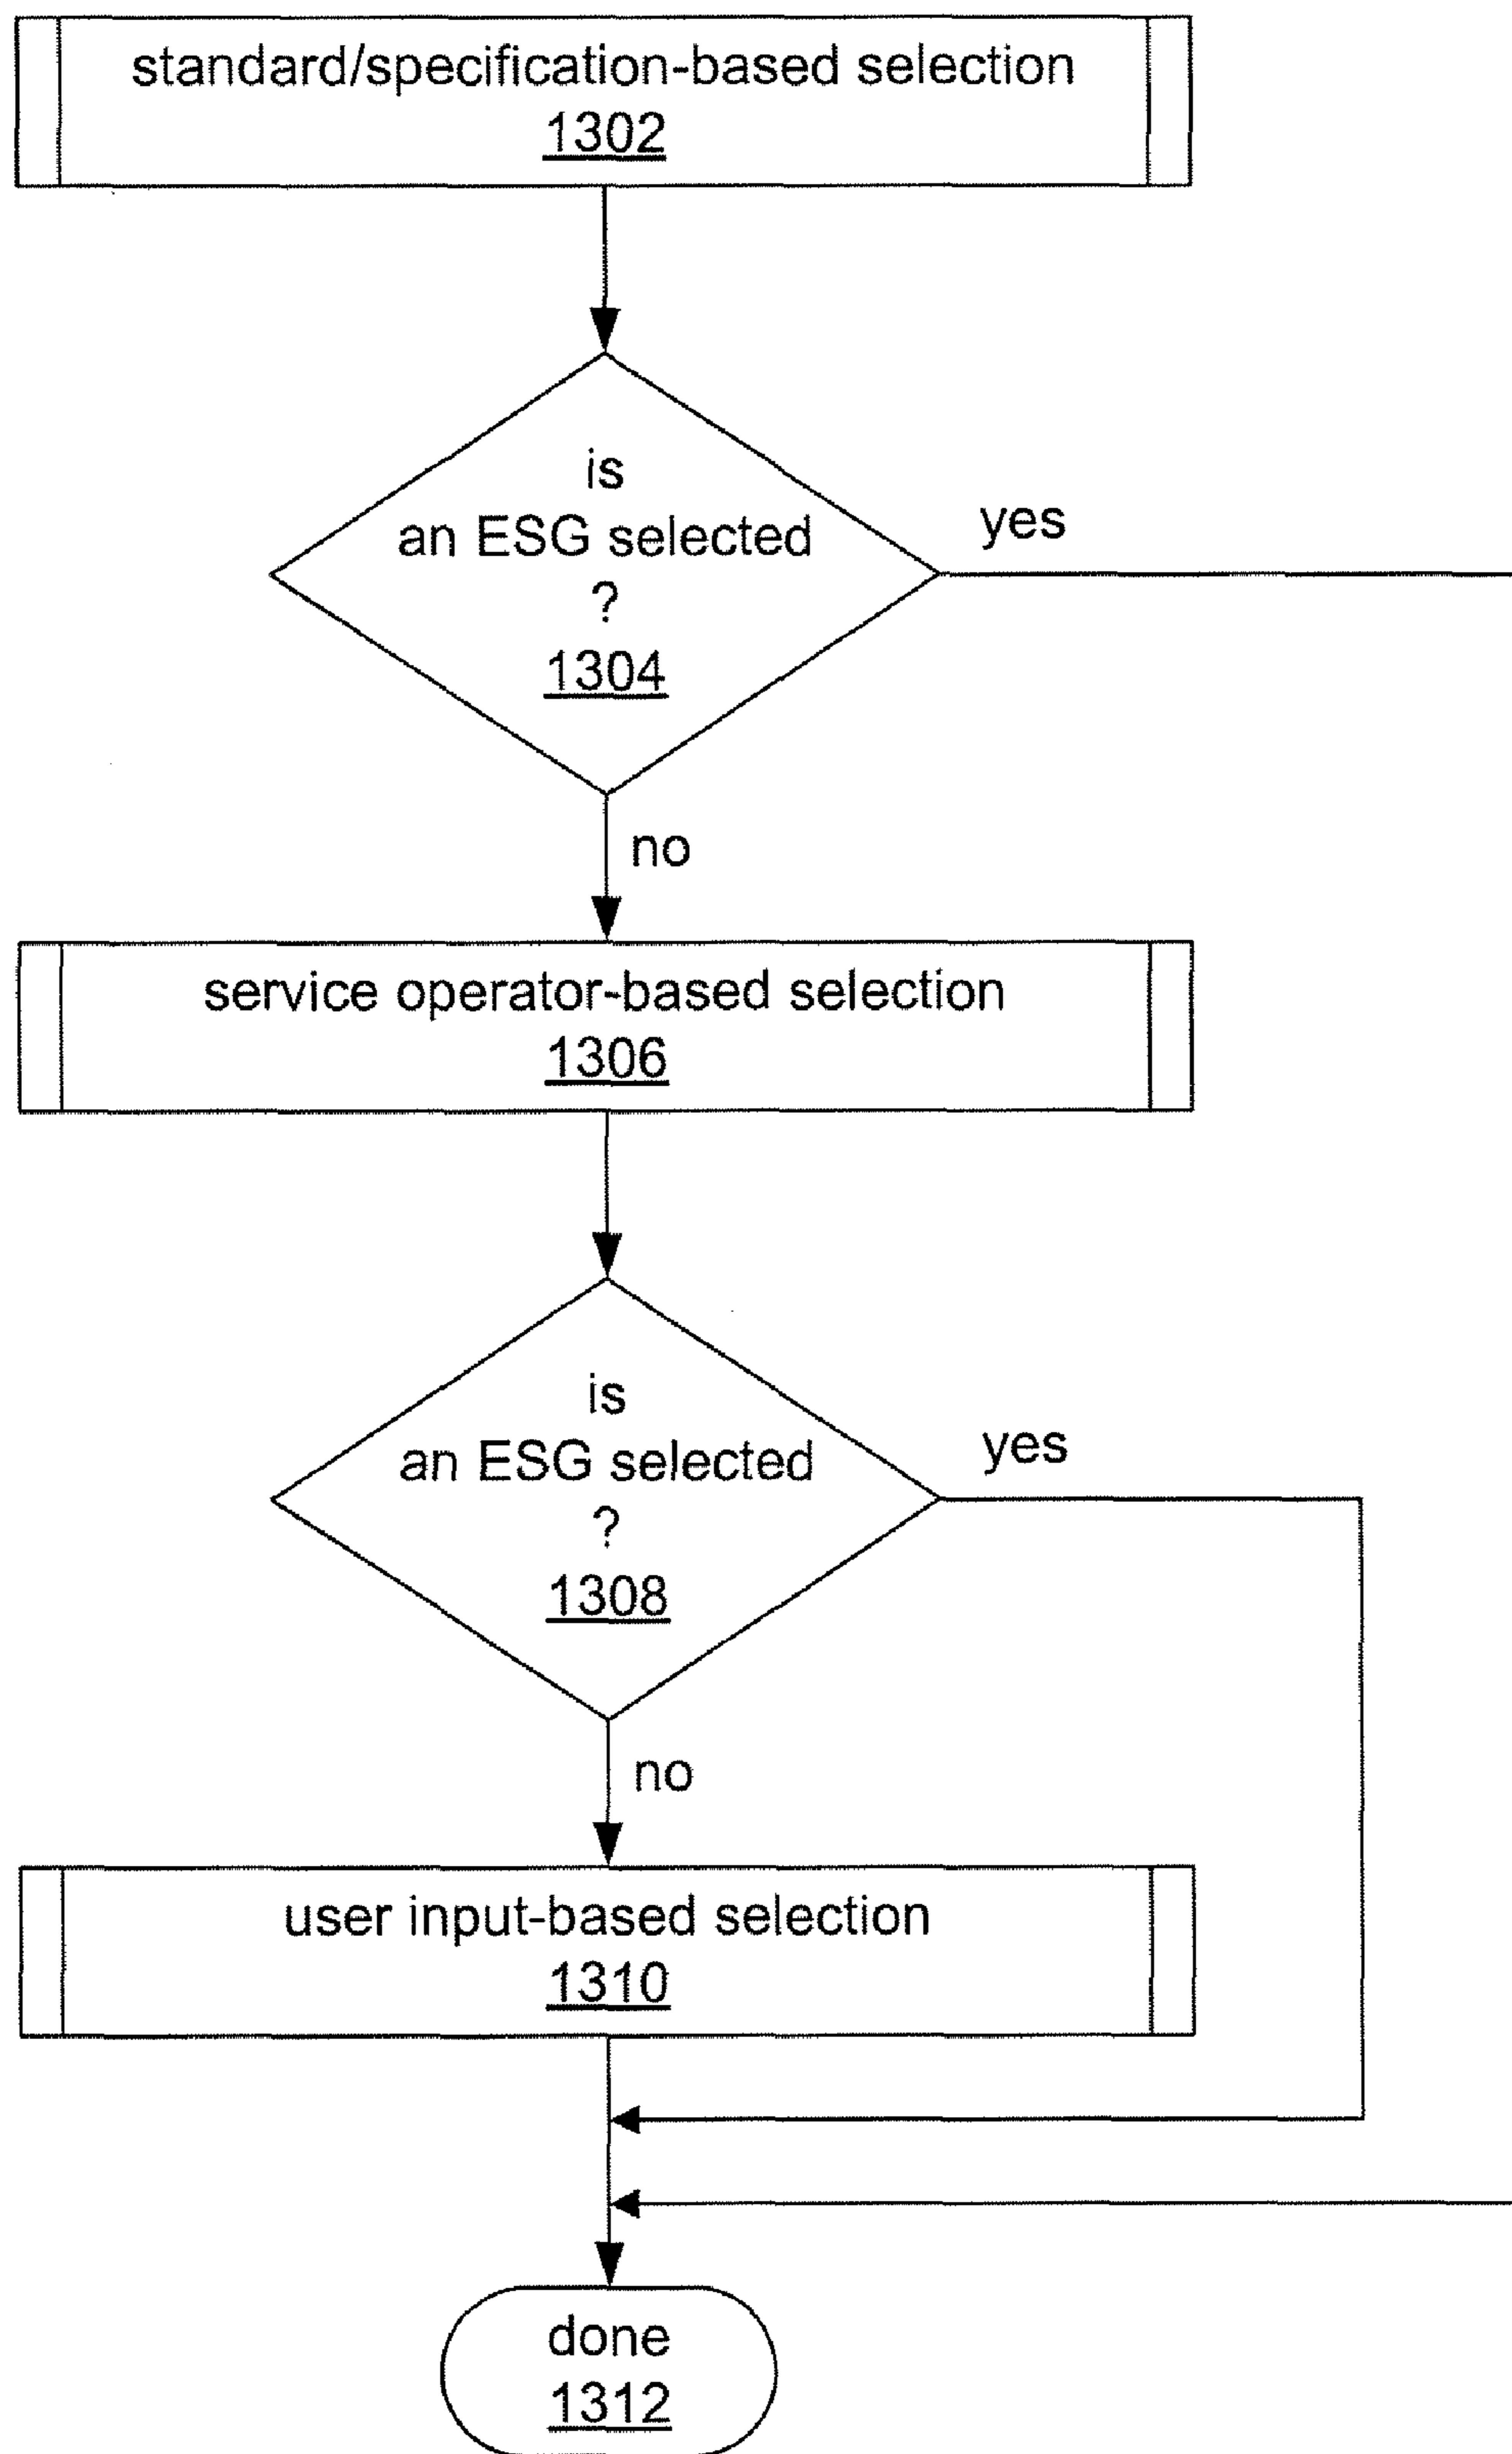 standard/specification-based selection
1302
is
an ESG selected
?
1304
yes
no
service operator-based selection
1306
is
an ESG selected
?
1308
yes
no
user input-based selection
1310
done
1312